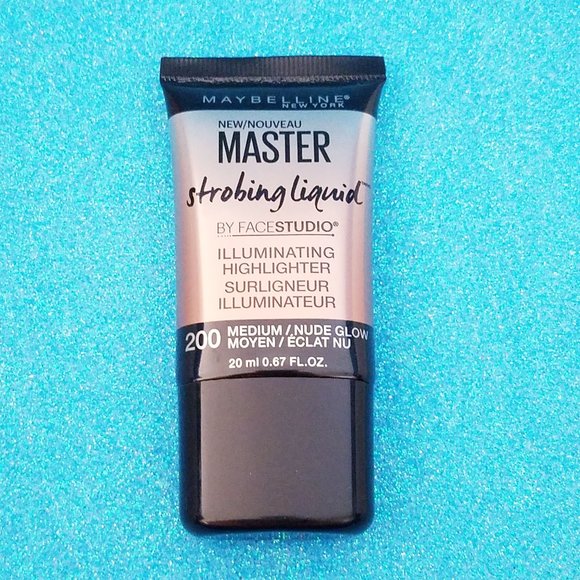 MAYBELLINE®
NEW YORK
NEW/NOUVEAU
MASTER
strobing liquid™
BY FACESTUDIO®
ILLUMINATING
HIGHLIGHTER
SURLIGNEUR
ILLUMINATEUR
200 MEDIUM / NUDE GLOW
MOYEN / ÉCLAT NU
20 ml 0.67 FL.OZ.